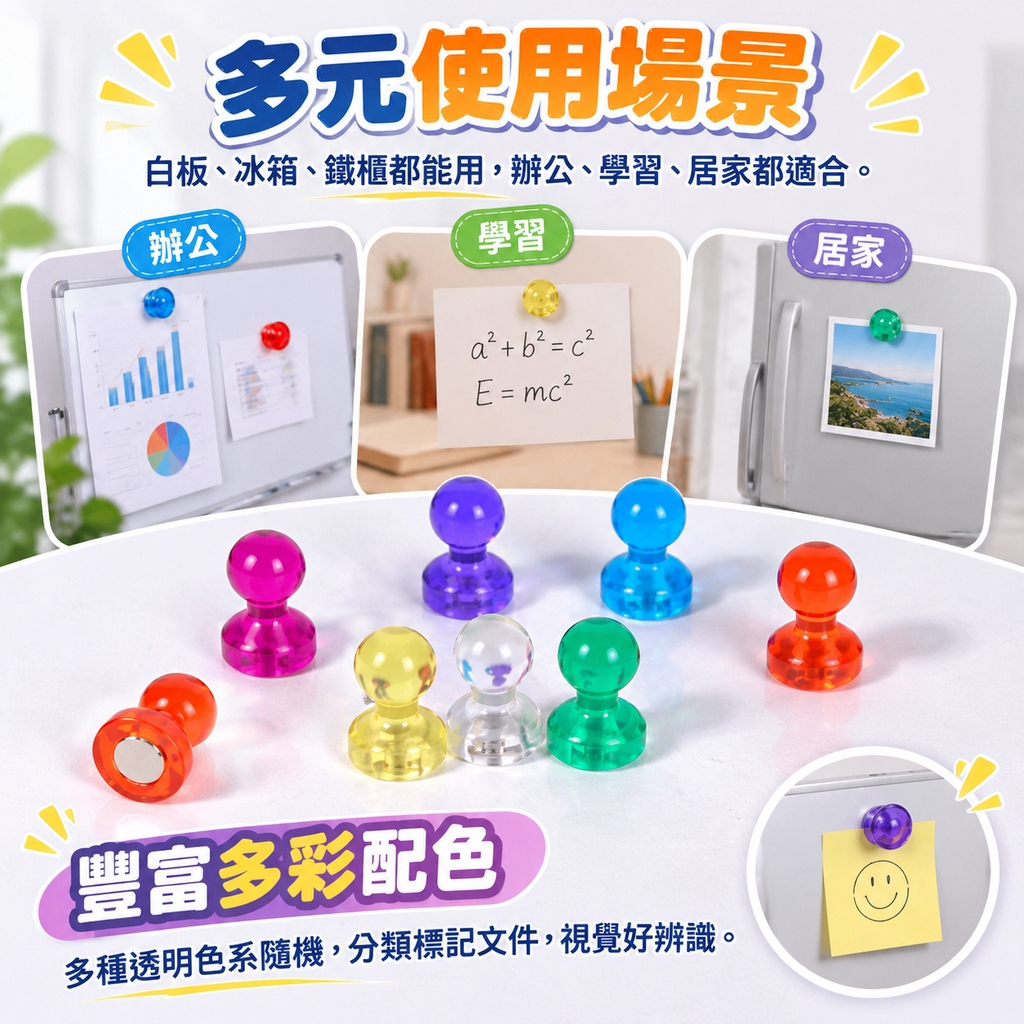 多元使用場景
白板、冰箱、鐵櫃都能用，辦公、學習、居家都適合。
辦公
學習
居家
a² + b² = c²
E = mc²
豐富多彩配色
多種透明色系隨機，分類標記文件，視覺好辨識。